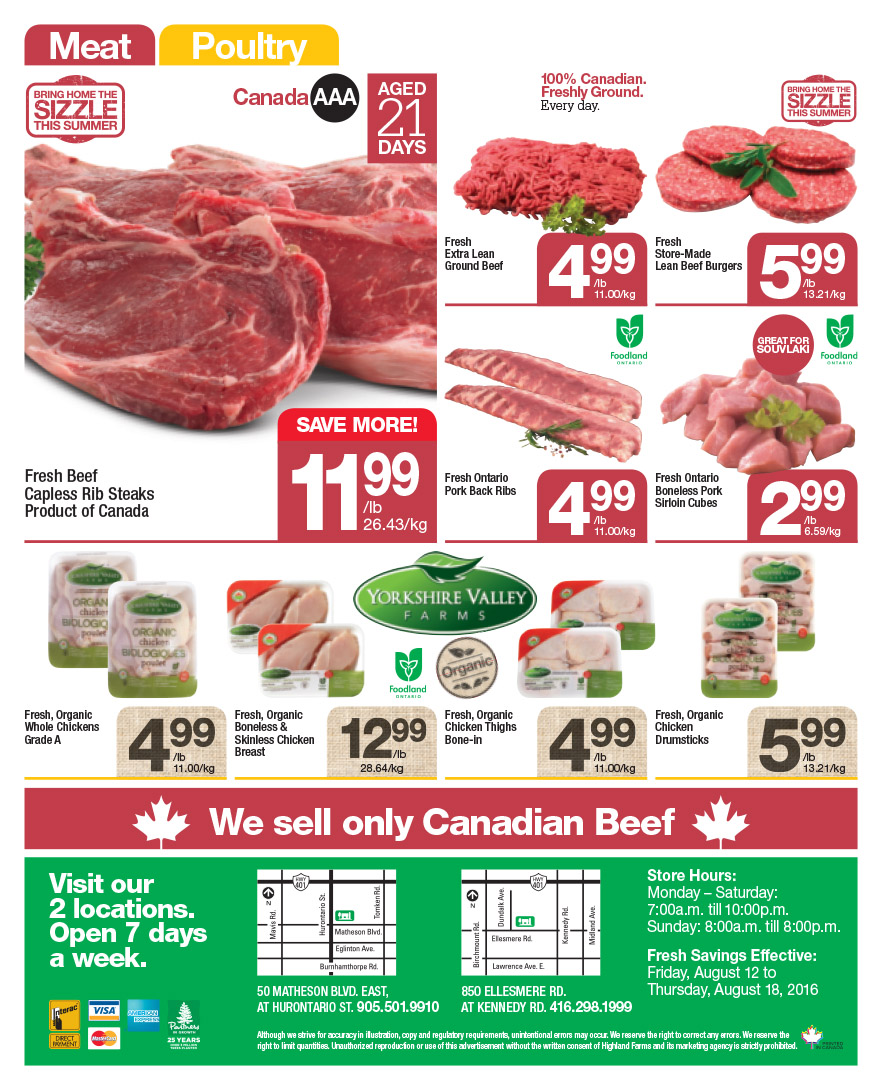 Meat
Poultry
BRING HOME THE
SIZZLE
THIS SUMMER
Canada AAA
AGED
21
DAYS
SAVE MORE!
Fresh Beef
Capless Rib Steaks
Product of Canada
11.99
/lb
26.43/kg
100% Canadian.
Freshly Ground.
Every day.
Fresh
Extra Lean
Ground Beef
4.99
/lb
11.00/kg
BRING HOME THE
SIZZLE
THIS SUMMER
Fresh
Store-Made
Lean Beef Burgers
5.99
/lb
13.21/kg
Foodland
ONTARIO
Fresh Ontario
Pork Back Ribs
4.99
/lb
11.00/kg
GREAT FOR
SOUVLAKI
Foodland
ONTARIO
Fresh Ontario
Boneless Pork
Sirloin Cubes
2.99
/lb
6.59/kg
YORKSHIRE VALLEY
FARMS
Foodland
ONTARIO
Organic
YORKSHIRE VALLEY
ORGANIC
chicken
BIOLOGIQUES
poulet
Fresh, Organic
Whole Chickens
Grade A
4.99
/lb
11.00/kg
Fresh, Organic
Boneless &
Skinless Chicken
Breast
12.99
/lb
28.64/kg
Fresh, Organic
Chicken Thighs
Bone-in
4.99
/lb
11.00/kg
Fresh, Organic
Chicken
Drumsticks
5.99
/lb
13.21/kg
We sell only Canadian Beef
Visit our
2 locations.
Open 7 days
a week.
Interac
DIRECT
PAYMENT
VISA
MasterCard
AMERICAN
EXPRESS
Partners
IN GROWTH
25 YEARS
HWY
401
N
Mavis Rd.
Hurontario St.
Tomken Rd.
Matheson Blvd.
Eglinton Ave.
Burnhamthorpe Rd.
50 MATHESON BLVD. EAST,
AT HURONTARIO ST. 905.501.9910
HWY
401
N
Birchmount Rd.
Dundalk Ave.
Kennedy Rd.
Midland Ave.
Ellesmere Rd.
Lawrence Ave. E.
850 ELLESMERE RD.
AT KENNEDY RD. 416.298.1999
Store Hours:
Monday – Saturday:
7:00a.m. till 10:00p.m.
Sunday: 8:00a.m. till 8:00p.m.
Fresh Savings Effective:
Friday, August 12 to
Thursday, August 18, 2016
Although we strive for accuracy in illustration, copy and regulatory requirements, unintentional errors may occur. We reserve the right to correct any errors. We reserve the
right to limit quantities. Unauthorized reproduction or use of this advertisement without the written consent of Highland Farms and its marketing agency is strictly prohibited.
PRINTED
IN CANADA